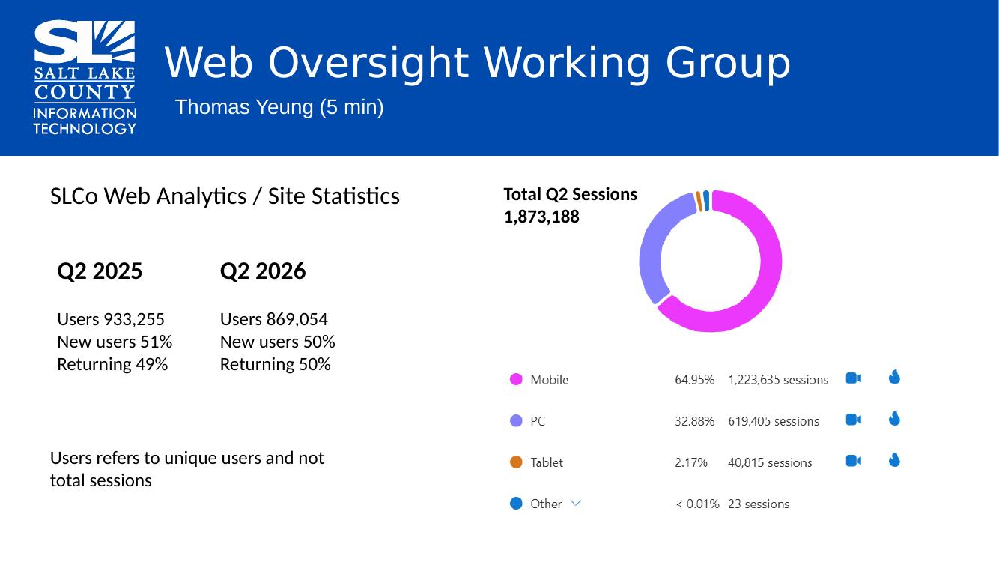 SL
SALT LAKE
COUNTY
INFORMATION
TECHNOLOGY
Web Oversight Working Group
Thomas Yeung (5 min)
SLCo Web Analytics / Site Statistics
Q2 2025
Users 933,255
New users 51%
Returning 49%
Q2 2026
Users 869,054
New users 50%
Returning 50%
Users refers to unique users and not
total sessions
Total Q2 Sessions
1,873,188
Mobile 64.95% 1,223,635 sessions
PC 32.88% 619,405 sessions
Tablet 2.17% 40,815 sessions
Other < 0.01% 23 sessions